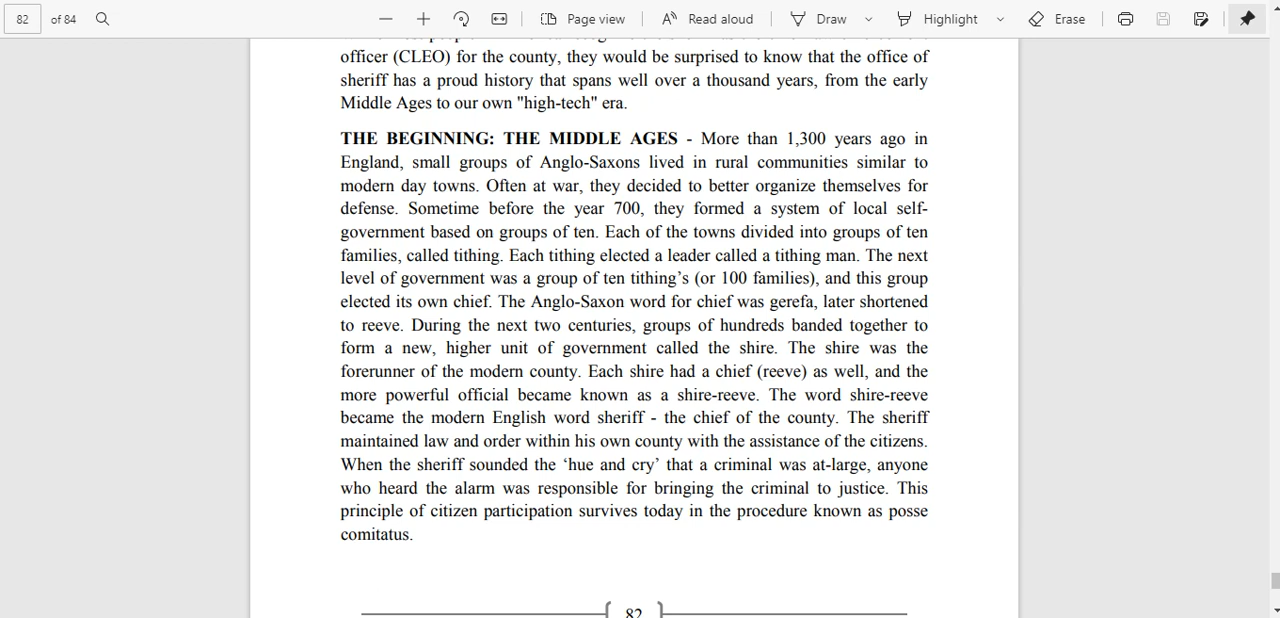 82 of 84 Page view Read aloud Draw Highlight Erase
officer (CLEO) for the county, they would be surprised to know that the office of
sheriff has a proud history that spans well over a thousand years, from the early
Middle Ages to our own "high-tech" era.
THE BEGINNING: THE MIDDLE AGES - More than 1,300 years ago in
England, small groups of Anglo-Saxons lived in rural communities similar to
modern day towns. Often at war, they decided to better organize themselves for
defense. Sometime before the year 700, they formed a system of local self-
government based on groups of ten. Each of the towns divided into groups of ten
families, called tithing. Each tithing elected a leader called a tithing man. The next
level of government was a group of ten tithing’s (or 100 families), and this group
elected its own chief. The Anglo-Saxon word for chief was gerefa, later shortened
to reeve. During the next two centuries, groups of hundreds banded together to
form a new, higher unit of government called the shire. The shire was the
forerunner of the modern county. Each shire had a chief (reeve) as well, and the
more powerful official became known as a shire-reeve. The word shire-reeve
became the modern English word sheriff - the chief of the county. The sheriff
maintained law and order within his own county with the assistance of the citizens.
When the sheriff sounded the ‘hue and cry’ that a criminal was at-large, anyone
who heard the alarm was responsible for bringing the criminal to justice. This
principle of citizen participation survives today in the procedure known as posse
comitatus.
82